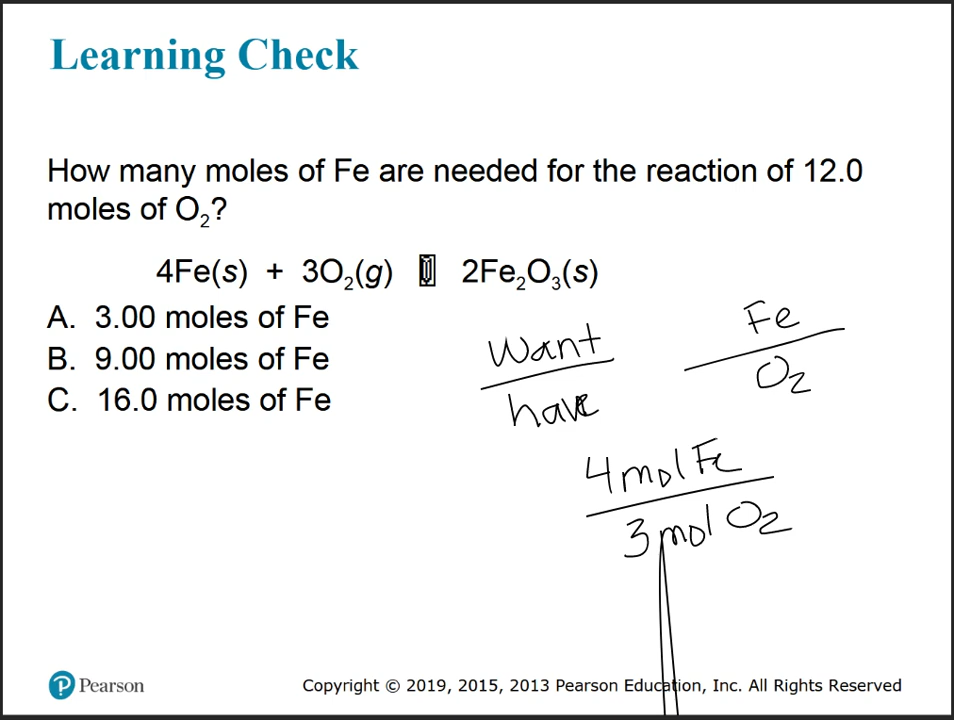 Learning Check
How many moles of Fe are needed for the reaction of 12.0
moles of O₂?
4Fe(s) + 3O₂(g) 2Fe₂O₃(s)
A. 3.00 moles of Fe
B. 9.00 moles of Fe
C. 16.0 moles of Fe
Want
have
Fe
O₂
4 mol Fe
3 mol O₂
Pearson
Copyright © 2019, 2015, 2013 Pearson Education, Inc. All Rights Reserved